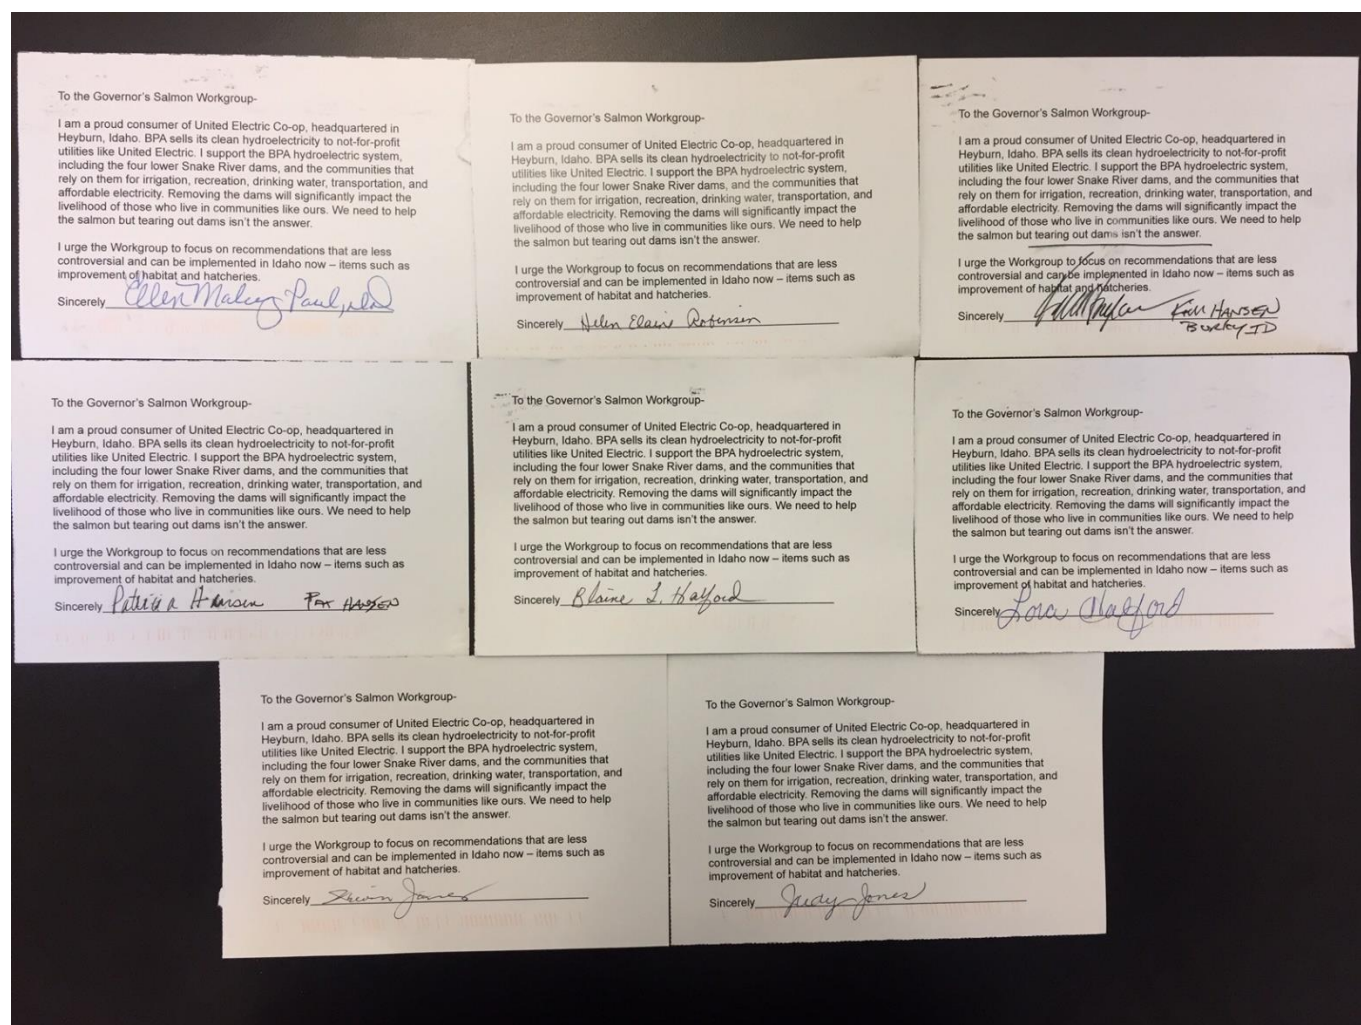 To the Governor's Salmon Workgroup-
I am a proud consumer of United Electric Co-op, headquartered in
Heyburn, Idaho. BPA sells its clean hydroelectricity to not-for-profit
utilities like United Electric. I support the BPA hydroelectric system,
including the four lower Snake River dams, and the communities that
rely on them for irrigation, recreation, drinking water, transportation, and
affordable electricity. Removing the dams will significantly impact the
livelihood of those who live in communities like ours. We need to help
the salmon but tearing out dams isn't the answer.
I urge the Workgroup to focus on recommendations that are less
controversial and can be implemented in Idaho now – items such as
improvement of habitat and hatcheries.
Sincerely Ellen Paul
To the Governor's Salmon Workgroup-
I am a proud consumer of United Electric Co-op, headquartered in
Heyburn, Idaho. BPA sells its clean hydroelectricity to not-for-profit
utilities like United Electric. I support the BPA hydroelectric system,
including the four lower Snake River dams, and the communities that
rely on them for irrigation, recreation, drinking water, transportation, and
affordable electricity. Removing the dams will significantly impact the
livelihood of those who live in communities like ours. We need to help
the salmon but tearing out dams isn't the answer.
I urge the Workgroup to focus on recommendations that are less
controversial and can be implemented in Idaho now – items such as
improvement of habitat and hatcheries.
Sincerely Helen Elaine Robinson
To the Governor's Salmon Workgroup-
I am a proud consumer of United Electric Co-op, headquartered in
Heyburn, Idaho. BPA sells its clean hydroelectricity to not-for-profit
utilities like United Electric. I support the BPA hydroelectric system,
including the four lower Snake River dams, and the communities that
rely on them for irrigation, recreation, drinking water, transportation, and
affordable electricity. Removing the dams will significantly impact the
livelihood of those who live in communities like ours. We need to help
the salmon but tearing out dams isn't the answer.
I urge the Workgroup to focus on recommendations that are less
controversial and can be implemented in Idaho now – items such as
improvement of habitat and hatcheries.
Sincerely Kim HANSEN
BURLEY ID
To the Governor's Salmon Workgroup-
I am a proud consumer of United Electric Co-op, headquartered in
Heyburn, Idaho. BPA sells its clean hydroelectricity to not-for-profit
utilities like United Electric. I support the BPA hydroelectric system,
including the four lower Snake River dams, and the communities that
rely on them for irrigation, recreation, drinking water, transportation, and
affordable electricity. Removing the dams will significantly impact the
livelihood of those who live in communities like ours. We need to help
the salmon but tearing out dams isn't the answer.
I urge the Workgroup to focus on recommendations that are less
controversial and can be implemented in Idaho now – items such as
improvement of habitat and hatcheries.
Sincerely Patricia Hansen PAT HANSEN
To the Governor's Salmon Workgroup-
I am a proud consumer of United Electric Co-op, headquartered in
Heyburn, Idaho. BPA sells its clean hydroelectricity to not-for-profit
utilities like United Electric. I support the BPA hydroelectric system,
including the four lower Snake River dams, and the communities that
rely on them for irrigation, recreation, drinking water, transportation, and
affordable electricity. Removing the dams will significantly impact the
livelihood of those who live in communities like ours. We need to help
the salmon but tearing out dams isn't the answer.
I urge the Workgroup to focus on recommendations that are less
controversial and can be implemented in Idaho now – items such as
improvement of habitat and hatcheries.
Sincerely Blaine L. Halford
To the Governor's Salmon Workgroup-
I am a proud consumer of United Electric Co-op, headquartered in
Heyburn, Idaho. BPA sells its clean hydroelectricity to not-for-profit
utilities like United Electric. I support the BPA hydroelectric system,
including the four lower Snake River dams, and the communities that
rely on them for irrigation, recreation, drinking water, transportation, and
affordable electricity. Removing the dams will significantly impact the
livelihood of those who live in communities like ours. We need to help
the salmon but tearing out dams isn't the answer.
I urge the Workgroup to focus on recommendations that are less
controversial and can be implemented in Idaho now – items such as
improvement of habitat and hatcheries.
Sincerely Lora Halford
To the Governor's Salmon Workgroup-
I am a proud consumer of United Electric Co-op, headquartered in
Heyburn, Idaho. BPA sells its clean hydroelectricity to not-for-profit
utilities like United Electric. I support the BPA hydroelectric system,
including the four lower Snake River dams, and the communities that
rely on them for irrigation, recreation, drinking water, transportation, and
affordable electricity. Removing the dams will significantly impact the
livelihood of those who live in communities like ours. We need to help
the salmon but tearing out dams isn't the answer.
I urge the Workgroup to focus on recommendations that are less
controversial and can be implemented in Idaho now – items such as
improvement of habitat and hatcheries.
Sincerely Jones
To the Governor's Salmon Workgroup-
I am a proud consumer of United Electric Co-op, headquartered in
Heyburn, Idaho. BPA sells its clean hydroelectricity to not-for-profit
utilities like United Electric. I support the BPA hydroelectric system,
including the four lower Snake River dams, and the communities that
rely on them for irrigation, recreation, drinking water, transportation, and
affordable electricity. Removing the dams will significantly impact the
livelihood of those who live in communities like ours. We need to help
the salmon but tearing out dams isn't the answer.
I urge the Workgroup to focus on recommendations that are less
controversial and can be implemented in Idaho now – items such as
improvement of habitat and hatcheries.
Sincerely Judy Jones